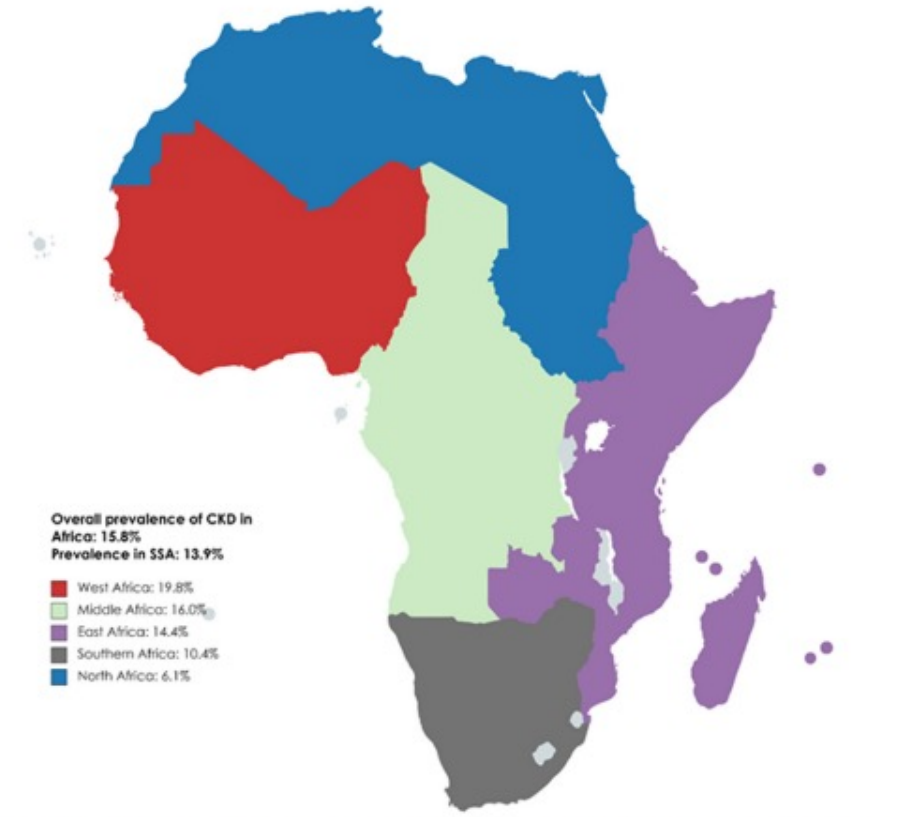 Overall prevalence of CKD in
Africa: 15.8%
Prevalence in SSA: 13.9%
West Africa: 19.8%
Middle Africa: 16.0%
East Africa: 14.4%
Southern Africa: 10.4%
North Africa: 6.1%